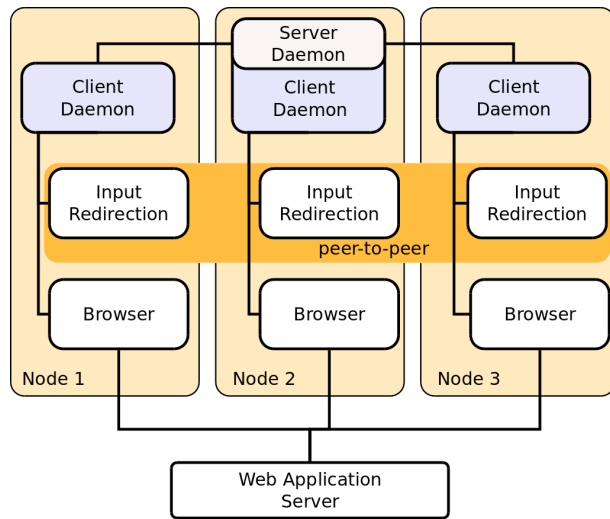 Server
Daemon
Client
Daemon
Client
Daemon
Client
Daemon
Input
Redirection
Input
Redirection
Input
Redirection
peer-to-peer
Browser
Browser
Browser
Node 1
Node 2
Node 3
Web Application
Server